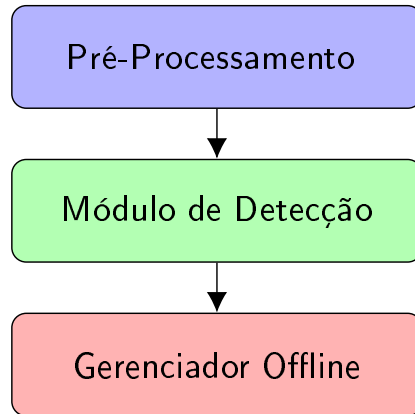 Pré-Processamento
Módulo de Detecção
Gerenciador Offline